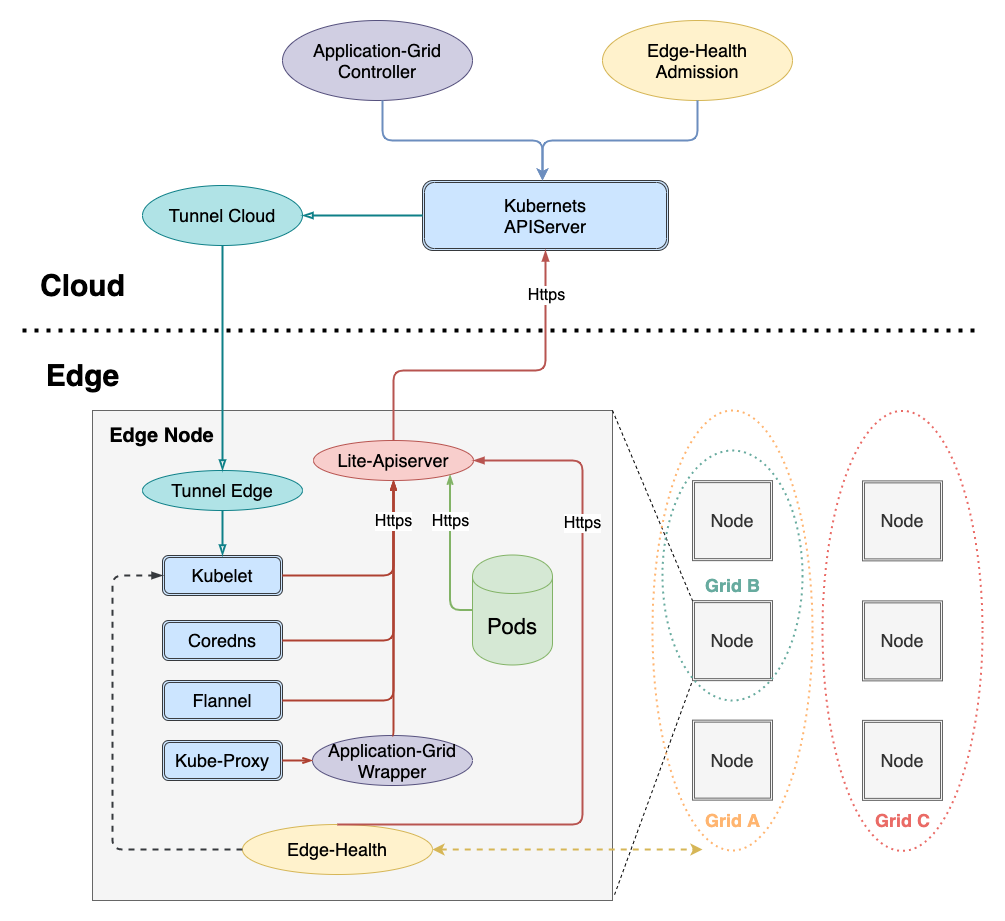 Application-Grid
Controller
Edge-Health
Admission
Kubernets
APIServer
Tunnel Cloud
Cloud
Https
Edge
Edge Node
Lite-Apiserver
Tunnel Edge
Https
Https
Https
Node
Node
Kubelet
Grid B
Pods
Coredns
Node
Node
Flannel
Kube-Proxy
Application-Grid
Wrapper
Node
Node
Grid A
Grid C
Edge-Health